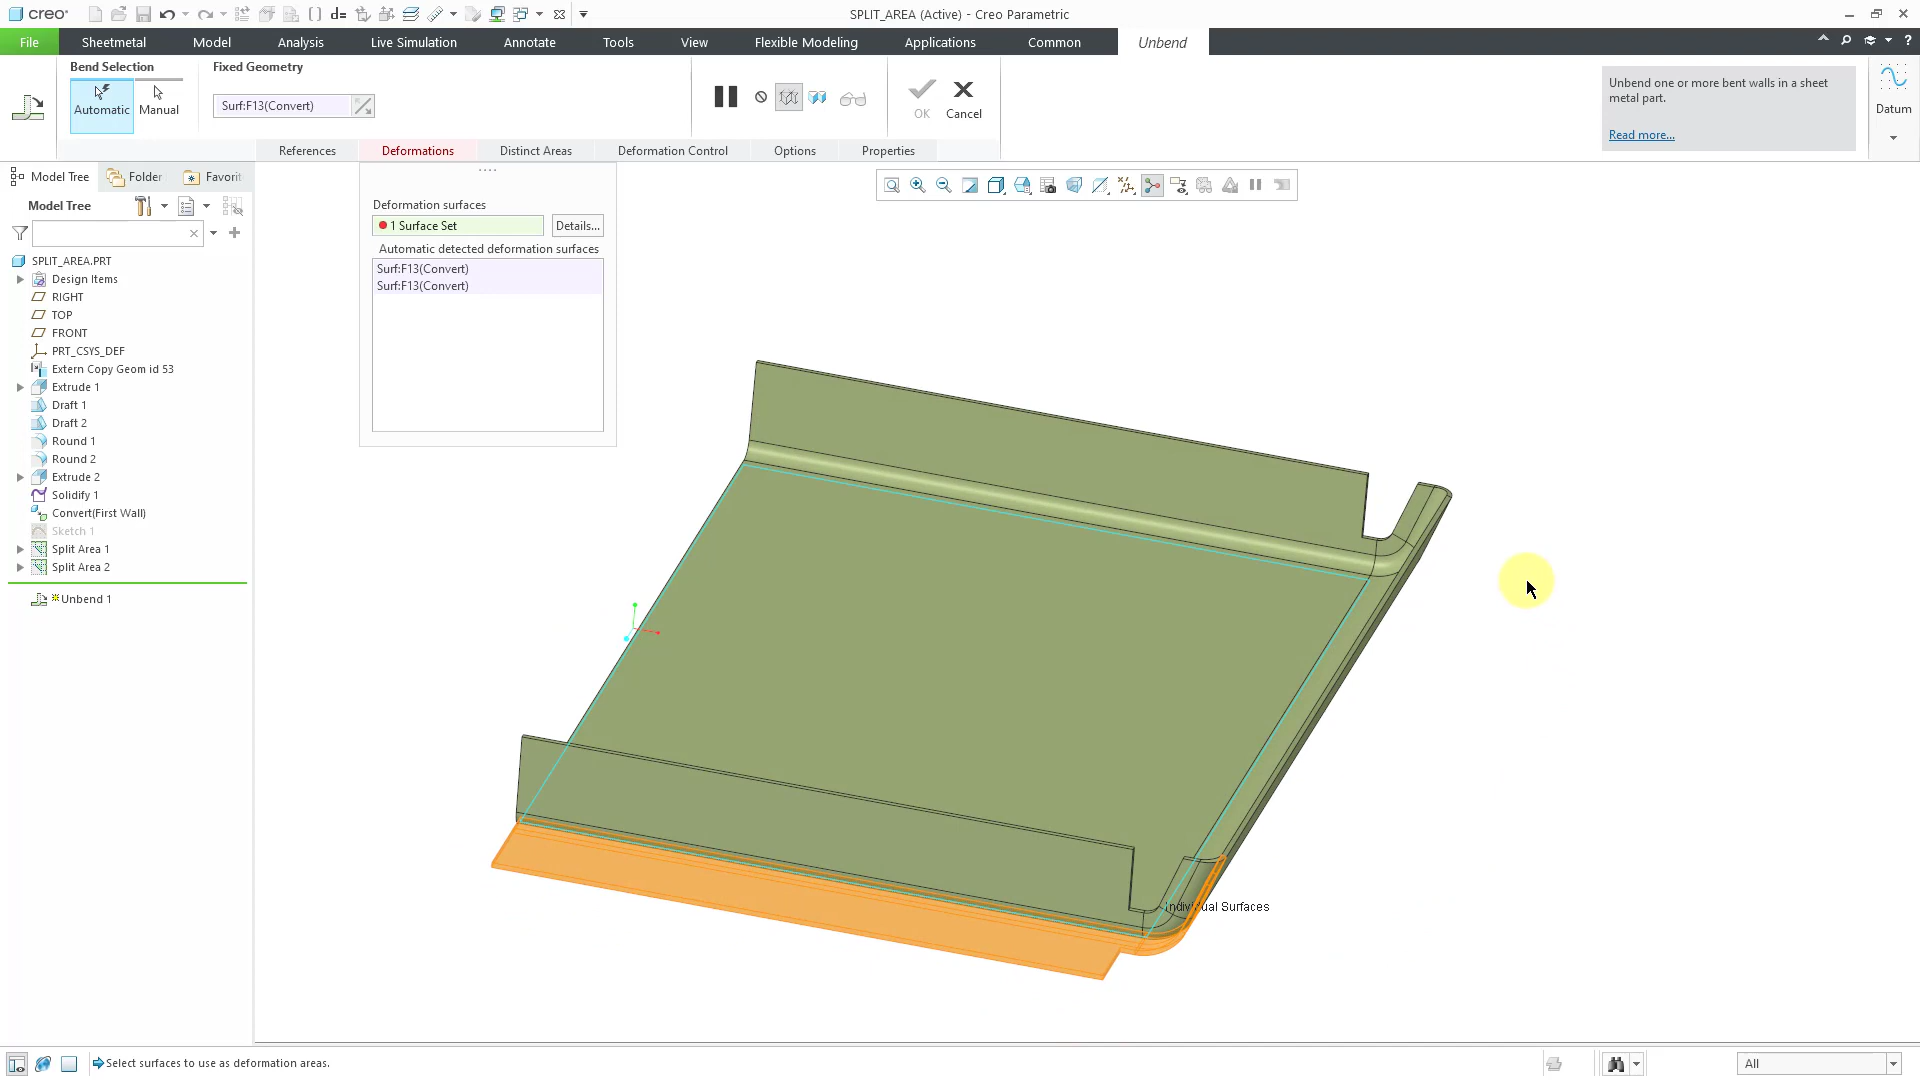 creo®
d=
SPLIT_AREA (Active) - Creo Parametric
File
Sheetmetal
Model
Analysis
Live Simulation
Annotate
Tools
View
Flexible Modeling
Applications
Common
Unbend
?
Bend Selection
Automatic
Manual
Fixed Geometry
Surf:F13(Convert)
OK
Cancel
Unbend one or more bent walls in a sheet
metal part.
Read more...
Datum
References
Deformations
Distinct Areas
Deformation Control
Options
Properties
Model Tree
Folder
Favorit
Model Tree
SPLIT_AREA.PRT
Design Items
RIGHT
TOP
FRONT
PRT_CSYS_DEF
Extern Copy Geom id 53
Extrude 1
Draft 1
Draft 2
Round 1
Round 2
Extrude 2
Solidify 1
Convert(First Wall)
Sketch 1
Split Area 1
Split Area 2
Unbend 1
Deformation surfaces
1 Surface Set
Details...
Automatic detected deformation surfaces
Surf:F13(Convert)
Surf:F13(Convert)
Individual Surfaces
Select surfaces to use as deformation areas.
All